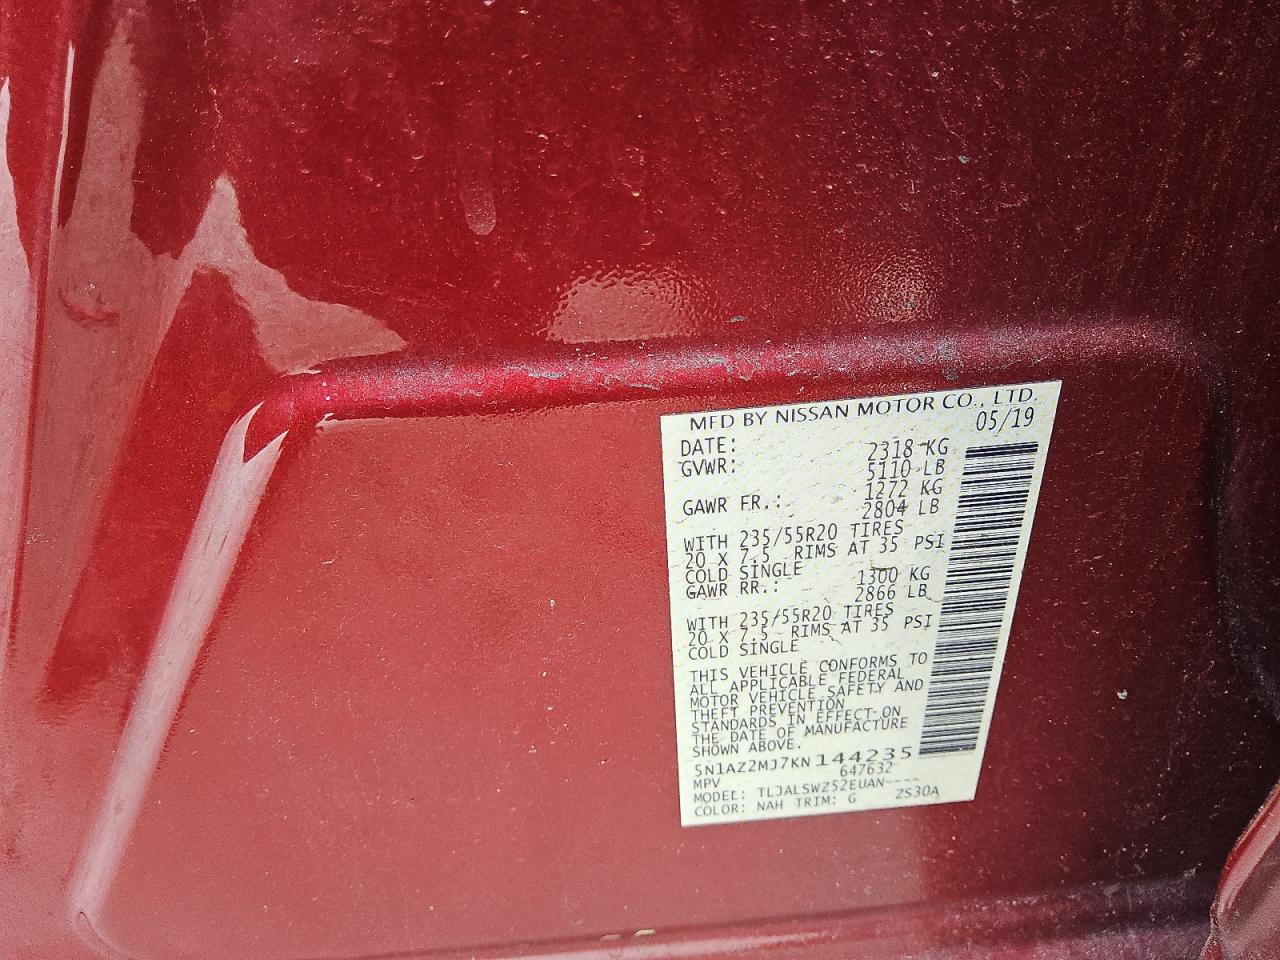 MFD BY NISSAN MOTOR CO., LTD.
DATE: 05/19
GVWR: 2318 KG
5110 LB
GAWR FR.: 1272 KG
2804 LB
WITH 235/55R20 TIRES
20 X 7.5 RIMS AT 35 PSI
COLD SINGLE
GAWR RR.: 1300 KG
2866 LB
WITH 235/55R20 TIRES
20 X 7.5 RIMS AT 35 PSI
COLD SINGLE
THIS VEHICLE CONFORMS TO
ALL APPLICABLE FEDERAL
MOTOR VEHICLE SAFETY AND
THEFT PREVENTION
STANDARDS IN EFFECT ON
THE DATE OF MANUFACTURE
SHOWN ABOVE.
5N1AZ2MJ7KN144235
MPV 647632
MODEL: TLJALSWZ52EUAN----
COLOR: NAH TRIM: G ZS30A